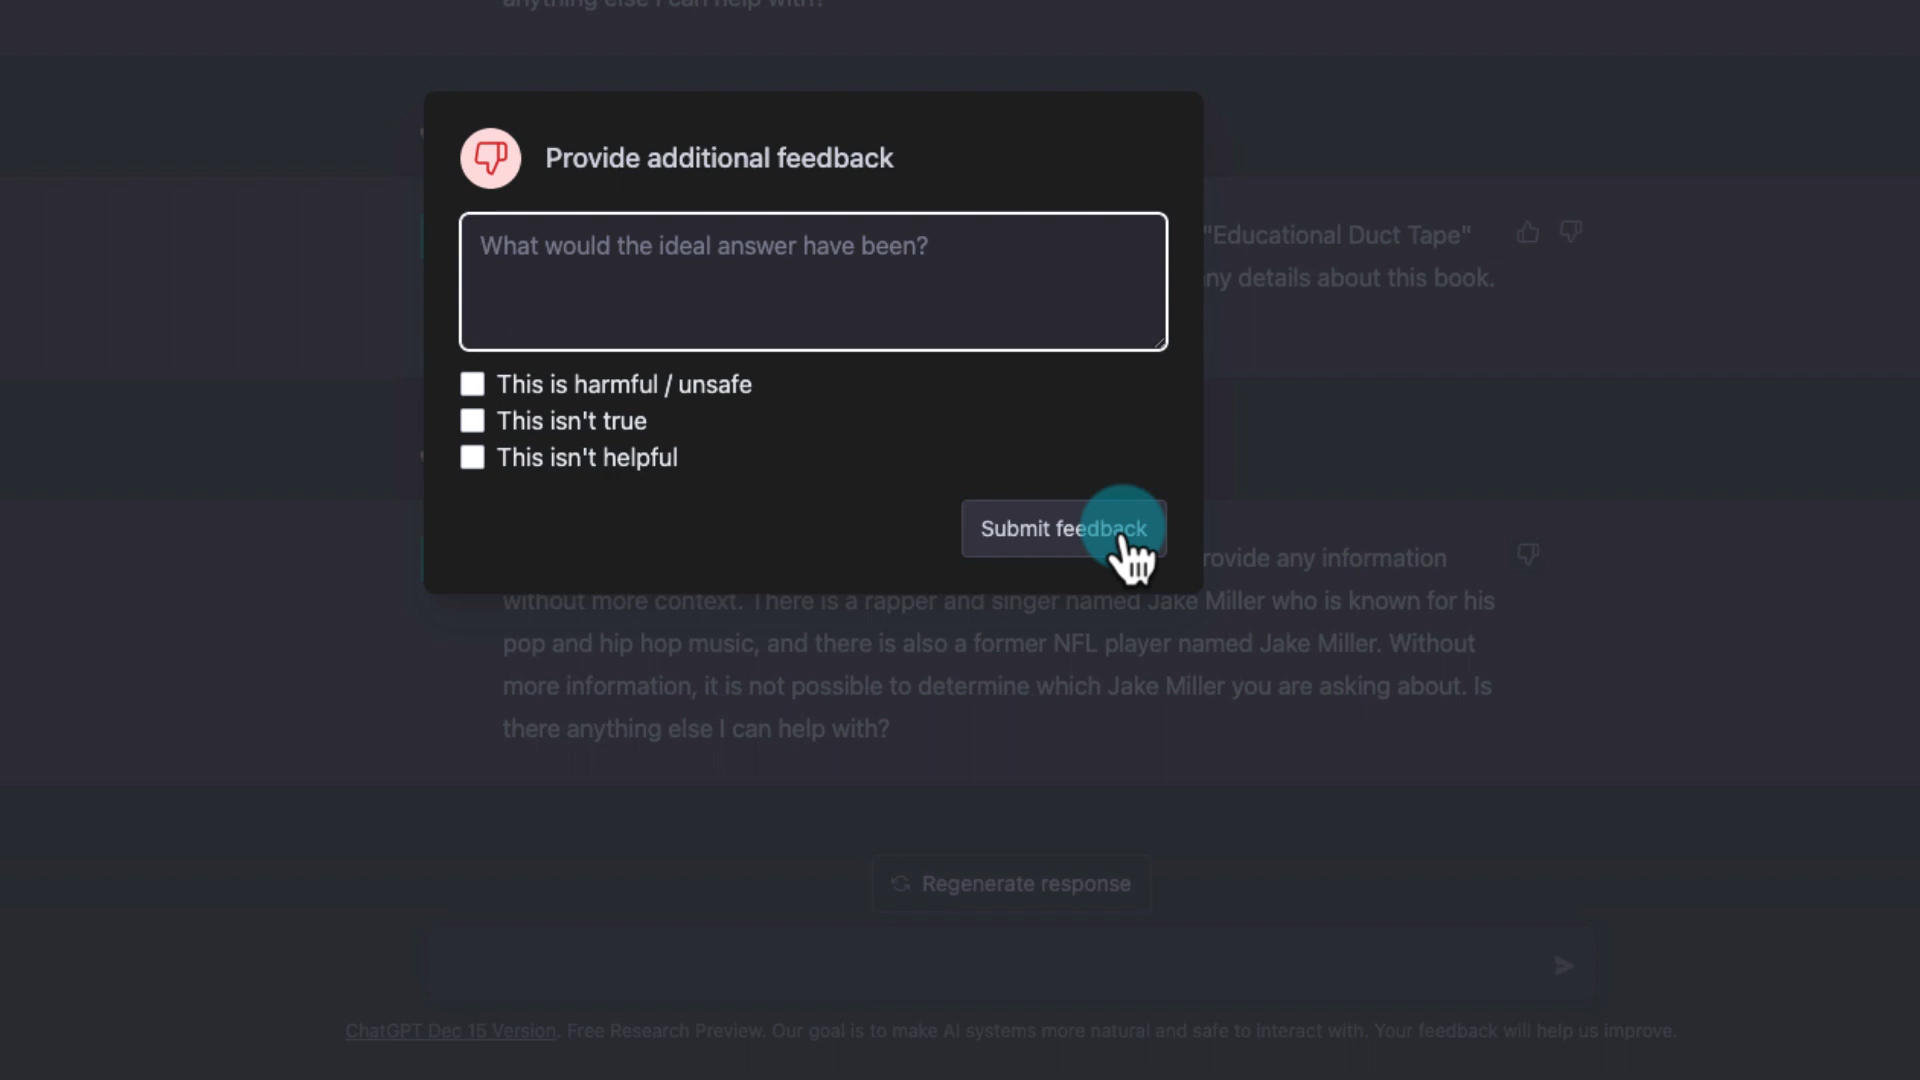 anything else I can help with?
Provide additional feedback
What would the ideal answer have been?
"Educational Duct Tape"
ny details about this book.
This is harmful / unsafe
This isn't true
This isn't helpful
Submit feedback
rovide any information
without more context. There is a rapper and singer named Jake Miller who is known for his
pop and hip hop music, and there is also a former NFL player named Jake Miller. Without
more information, it is not possible to determine which Jake Miller you are asking about. Is
there anything else I can help with?
Regenerate response
ChatGPT Dec 15 Version. Free Research Preview. Our goal is to make AI systems more natural and safe to interact with. Your feedback will help us improve.